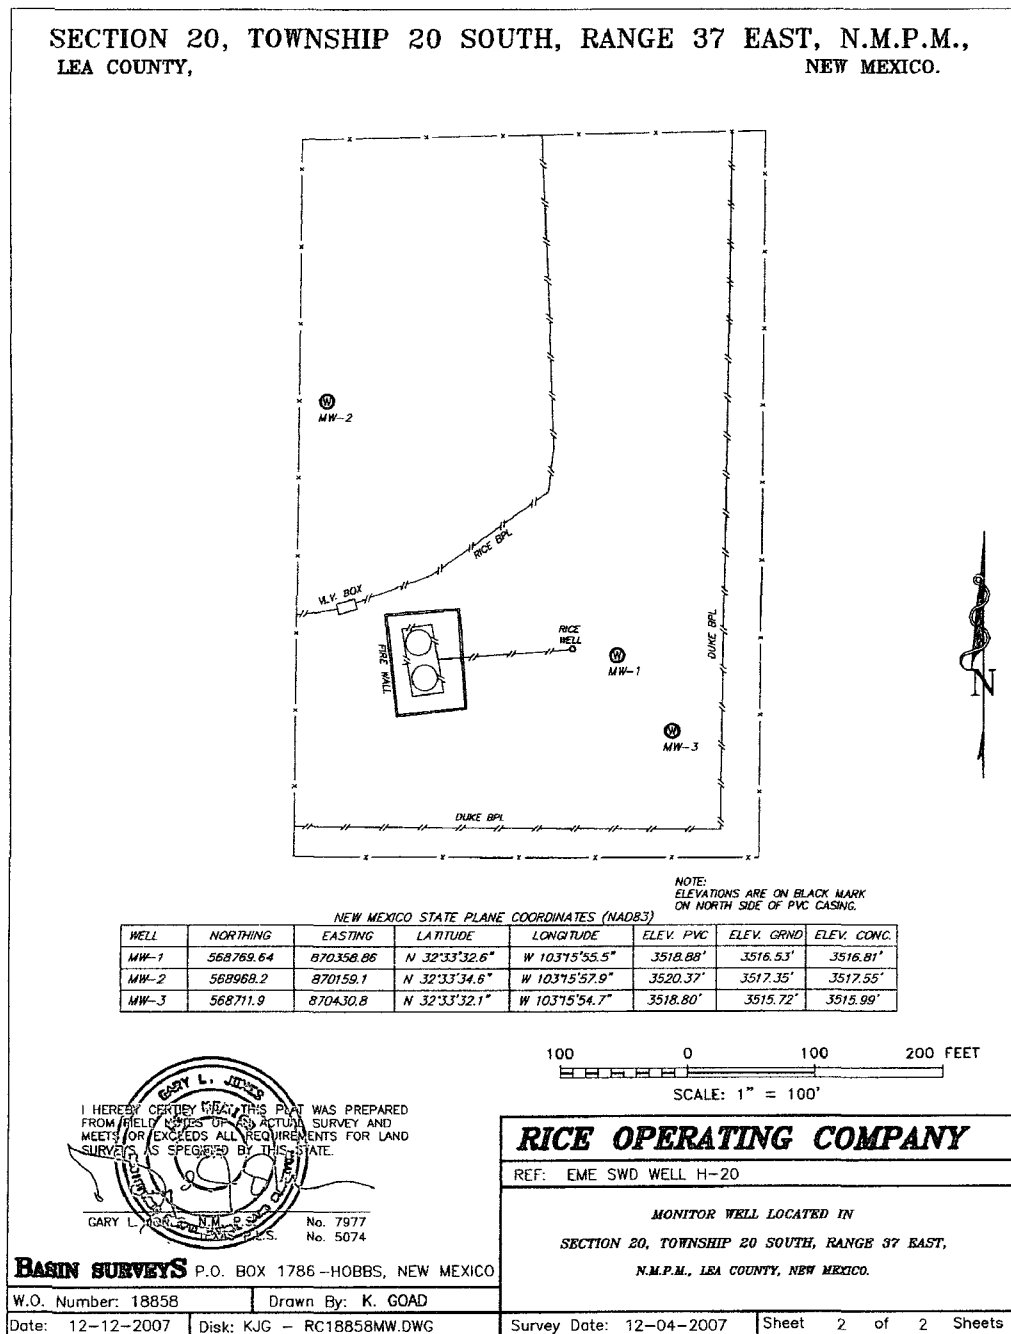 SECTION 20, TOWNSHIP 20 SOUTH, RANGE 37 EAST, N.M.P.M.,
LEA COUNTY, NEW MEXICO.
MW-2
RICE BPL
VLV. BOX
FIRE WALL
RICE
WELL
MW-1
DUKE BPL
MW-3
DUKE BPL
N
NOTE:
ELEVATIONS ARE ON BLACK MARK
ON NORTH SIDE OF PVC CASING.
NEW MEXICO STATE PLANE COORDINATES (NAD83)
WELL NORTHING EASTING LATITUDE LONGITUDE ELEV. PVC ELEV. GRND ELEV. CONC.
MW-1 568769.64 870358.86 N 32°33'32.6" W 103°15'55.5" 3518.88' 3516.53' 3516.81'
MW-2 568968.2 870159.1 N 32°33'34.6" W 103°15'57.9" 3520.37' 3517.35' 3517.55'
MW-3 568711.9 870430.8 N 32°33'32.1" W 103°15'54.7" 3518.80' 3515.72' 3515.99'
100 0 100 200 FEET
SCALE: 1" = 100'
GARY L. JONES
I HEREBY CERTIFY THAT THIS PLAT WAS PREPARED
FROM FIELD NOTES OF AN ACTUAL SURVEY AND
MEETS OR EXCEEDS ALL REQUIREMENTS FOR LAND
SURVEYS AS SPECIFIED BY THIS STATE.
GARY L. JONES N.M. P.S. No. 7977
TEXAS P.L.S. No. 5074
BASIN SURVEYS P.O. BOX 1786-HOBBS, NEW MEXICO
W.O. Number: 18858 Drawn By: K. GOAD
Date: 12-12-2007 Disk: KJG - RC18858MW.DWG
RICE OPERATING COMPANY
REF: EME SWD WELL H-20
MONITOR WELL LOCATED IN
SECTION 20, TOWNSHIP 20 SOUTH, RANGE 37 EAST,
N.M.P.M., LEA COUNTY, NEW MEXICO.
Survey Date: 12-04-2007 Sheet 2 of 2 Sheets